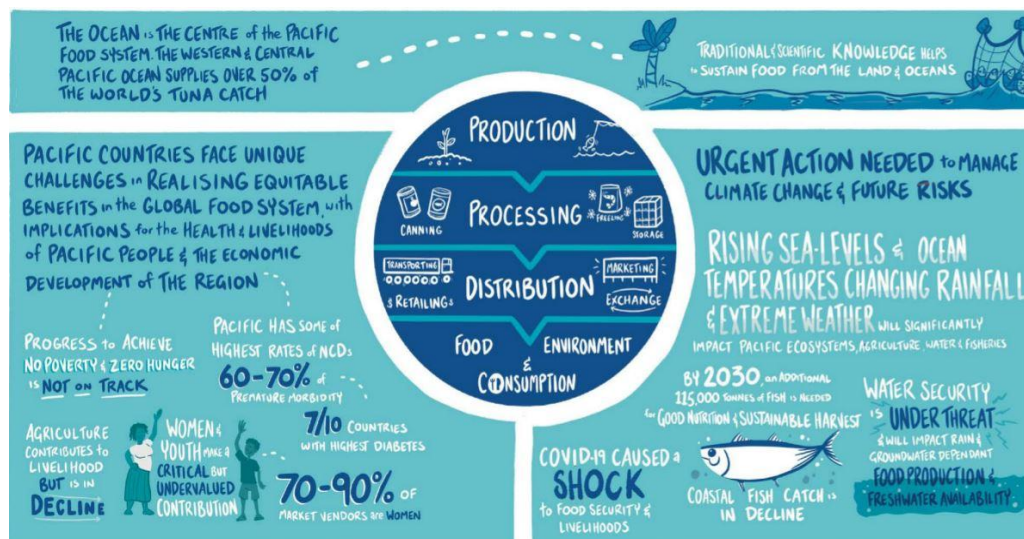 THE OCEAN is THE CENTRE of the PACIFIC
FOOD SYSTEM. THE WESTERN & CENTRAL
PACIFIC OCEAN SUPPLIES OVER 50% of
THE WORLD'S TUNA CATCH
TRADITIONAL & SCIENTIFIC KNOWLEDGE HELPS
to SUSTAIN FOOD FROM THE LAND & OCEANS
PACIFIC COUNTRIES FACE UNIQUE
CHALLENGES in REALISING EQUITABLE
BENEFITS in the GLOBAL FOOD SYSTEM, with
IMPLICATIONS for the HEALTH & LIVELIHOODS
of PACIFIC PEOPLE & THE ECONOMIC
DEVELOPMENT of THE REGION
PROGRESS to ACHIEVE
NO POVERTY & ZERO HUNGER
is NOT ON TRACK
PACIFIC HAS SOME of
HIGHEST RATES of NCDs
60-70% of
PREMATURE MORBIDITY
7/10 COUNTRIES
WITH HIGHEST DIABETES
AGRICULTURE
CONTRIBUTES to
LIVELIHOOD
BUT IS IN
DECLINE
WOMEN &
YOUTH MAKE a
CRITICAL BUT
UNDERVALUED
CONTRIBUTION
70-90% OF
MARKET VENDORS are WOMEN
PRODUCTION
PROCESSING
CANNING
FREEZING
STORAGE
DISTRIBUTION
TRANSPORTING
& RETAILING
MARKETING
EXCHANGE
FOOD ENVIRONMENT
&
CONSUMPTION
URGENT ACTION NEEDED to MANAGE
CLIMATE CHANGE & FUTURE RISKS
RISING SEA-LEVELS & OCEAN
TEMPERATURES CHANGING RAINFALL
& EXTREME WEATHER WILL SIGNIFICANTLY
IMPACT PACIFIC ECOSYSTEMS, AGRICULTURE, WATER & FISHERIES
BY 2030, an ADDITIONAL
115,000 TONNES of FISH is NEEDED
for GOOD NUTRITION & SUSTAINABLE HARVEST
COASTAL FISH CATCH is
IN DECLINE
WATER SECURITY
is UNDER THREAT
& WILL IMPACT RAIN &
GROUNDWATER DEPENDANT
FOOD PRODUCTION &
FRESHWATER AVAILABILITY
COVID-19 CAUSED a
SHOCK
to FOOD SECURITY &
LIVELIHOODS